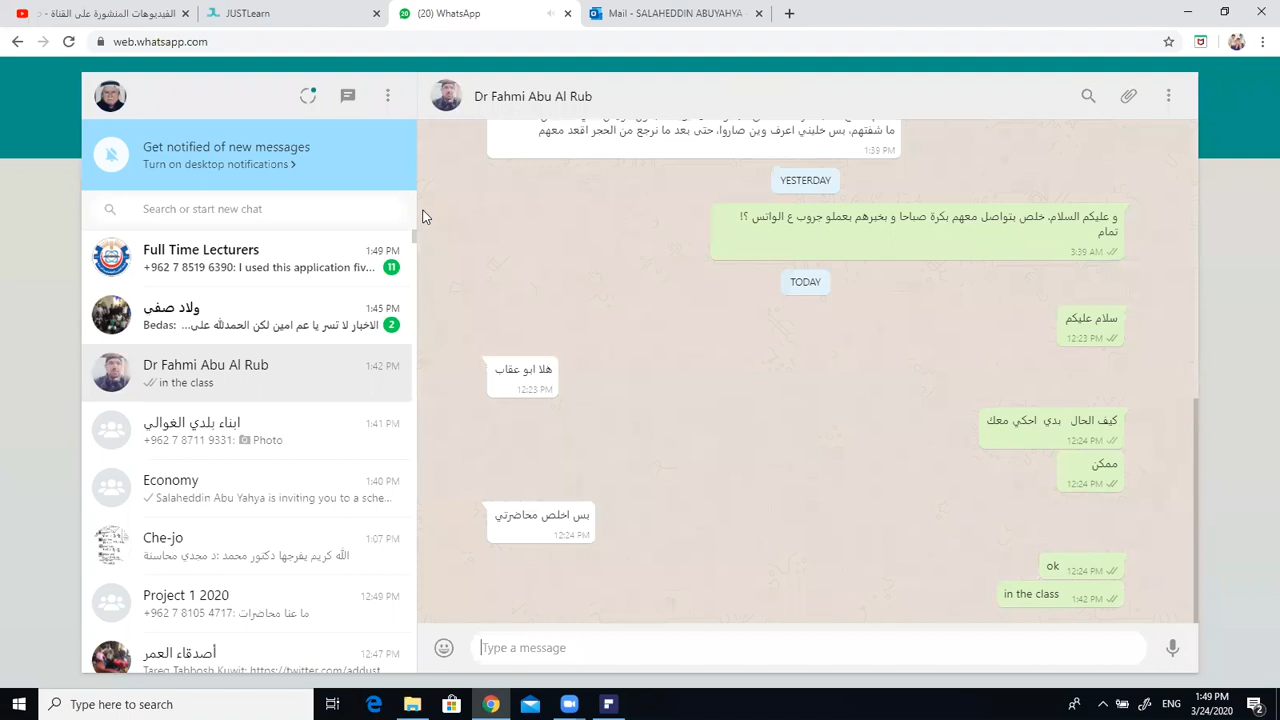 الفيديوهات المنشورة على القناة -
JUSTLearn
(20) WhatsApp
Mail - SALAHEDDIN ABUYAHYA -
web.whatsapp.com
Get notified of new messages
Turn on desktop notifications >
Search or start new chat
Full Time Lecturers 1:49 PM
+962 7 8519 6390: I used this application fiv... 11
ولاد صفي 1:45 PM
Bedas: الاخبار لا تسر يا عم امين لكن الحمدلله على... 2
Dr Fahmi Abu Al Rub 1:42 PM
in the class
ابناء بلدي الغوالي 1:41 PM
+962 7 8711 9331: Photo
Economy 1:40 PM
Salaheddin Abu Yahya is inviting you to a sche...
Che-jo 1:07 PM
الله كريم يفرجها دكتور محمد :د مجدي محاسنة
Project 1 2020 12:49 PM
+962 7 8105 4717: ما عنا محاضرات
أصدقاء العمر 12:47 PM
Tareq Tabbosh Kuwit: https://twitter.com/addust
Dr Fahmi Abu Al Rub
ما شفتهم، بس خليني اعرف وين صاروا، حتى بعد ما نرجع من الحجر اقعد معهم
1:39 PM
YESTERDAY
و عليكم السلام، خلص بتواصل معهم بكرة صباحا و بخبرهم بعملو جروب ع الواتس ؟!
تمام
3:39 AM
TODAY
سلام عليكم
12:23 PM
هلا ابو عقاب
12:23 PM
كيف الحال بدي احكي معك
12:24 PM
ممكن
12:24 PM
بس اخلص محاضرتي
12:24 PM
ok 12:24 PM
in the class 1:42 PM
Type a message
Type here to search
ENG
1:49 PM
3/24/2020
2